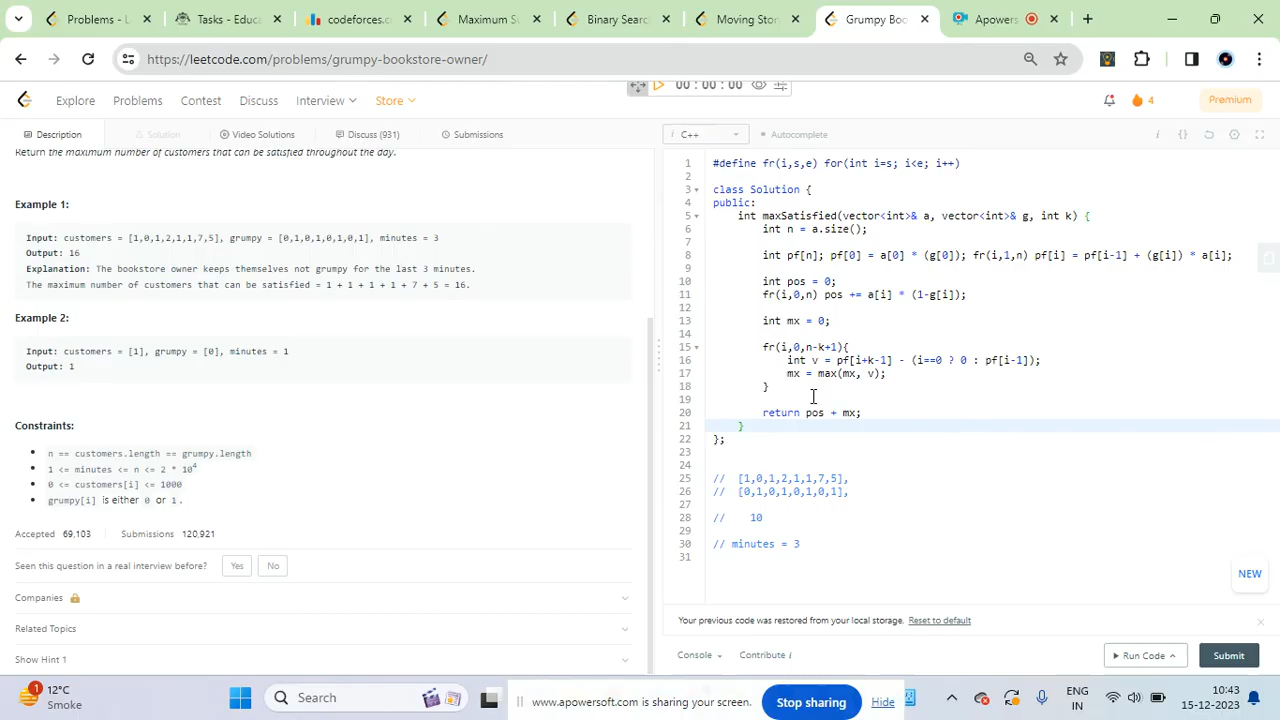 Problems - L
Tasks - Educ
codeforces.c
Maximum Su
Binary Searc
Moving Ston
Grumpy Boo
Apowers
https://leetcode.com/problems/grumpy-bookstore-owner/
00:00:00
Explore
Problems
Contest
Discuss
Interview
Store
4
Premium
Description
Solution
Video Solutions
Discuss (931)
Submissions
C++
Autocomplete
Return the maximum number of customers that can be satisfied throughout the day.
Example 1:
Input: customers = [1,0,1,2,1,1,7,5], grumpy = [0,1,0,1,0,1,0,1], minutes = 3
Output: 16
Explanation: The bookstore owner keeps themselves not grumpy for the last 3 minutes.
The maximum number of customers that can be satisfied = 1 + 1 + 1 + 1 + 7 + 5 = 16.
Example 2:
Input: customers = [1], grumpy = [0], minutes = 1
Output: 1
Constraints:
n == customers.length == grumpy.length
1 <= minutes <= n <= 2 * 10^4
0 <= customers[i] <= 1000
grumpy[i] is either 0 or 1.
Accepted 69,103 Submissions 120,921
Seen this question in a real interview before? Yes No
Companies
Related Topics
Show Hint 1
1 #define fr(i,s,e) for(int i=s; i<e; i++)
2
3 class Solution {
4 public:
5 int maxSatisfied(vector<int>& a, vector<int>& g, int k) {
6 int n = a.size();
7
8 int pf[n]; pf[0] = a[0] * (g[0]); fr(i,1,n) pf[i] = pf[i-1] + (g[i]) * a[i];
9
10 int pos = 0;
11 fr(i,0,n) pos += a[i] * (1-g[i]);
12
13 int mx = 0;
14
15 fr(i,0,n-k+1){
16 int v = pf[i+k-1] - (i==0 ? 0 : pf[i-1]);
17 mx = max(mx, v);
18 }
19
20 return pos + mx;
21 }
22 };
23
24
25 // [1,0,1,2,1,1,7,5],
26 // [0,1,0,1,0,1,0,1],
27
28 // 10
29
30 // minutes = 3
31
NEW
Your previous code was restored from your local storage. Reset to default
Console
Contribute i
Run Code
Submit
1
12°C
Smoke
Search
www.apowersoft.com is sharing your screen.
Stop sharing
Hide
ENG
IN
10:43
15-12-2023